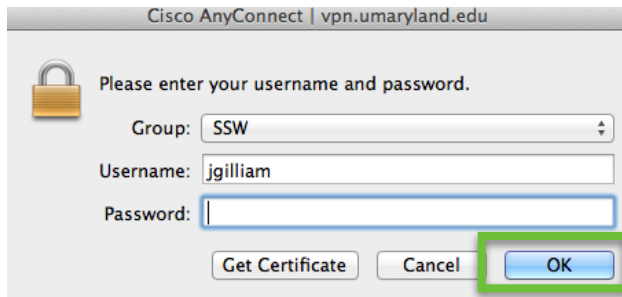 Cisco AnyConnect | vpn.umaryland.edu
Please enter your username and password.
Group: SSW
Username: jgilliam
Password:
Get Certificate Cancel OK